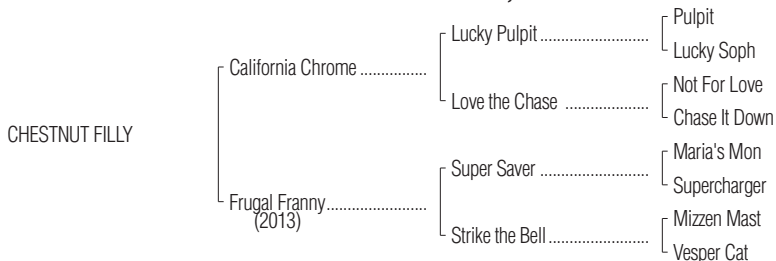 Pulpit
Lucky Pulpit ..............................
Lucky Soph
California Chrome ................
Not For Love
Love the Chase .......................
Chase It Down
CHESTNUT FILLY
Maria's Mon
Super Saver ..............................
Supercharger
Frugal Franny........................
(2013)
Mizzen Mast
Strike the Bell............................
Vesper Cat